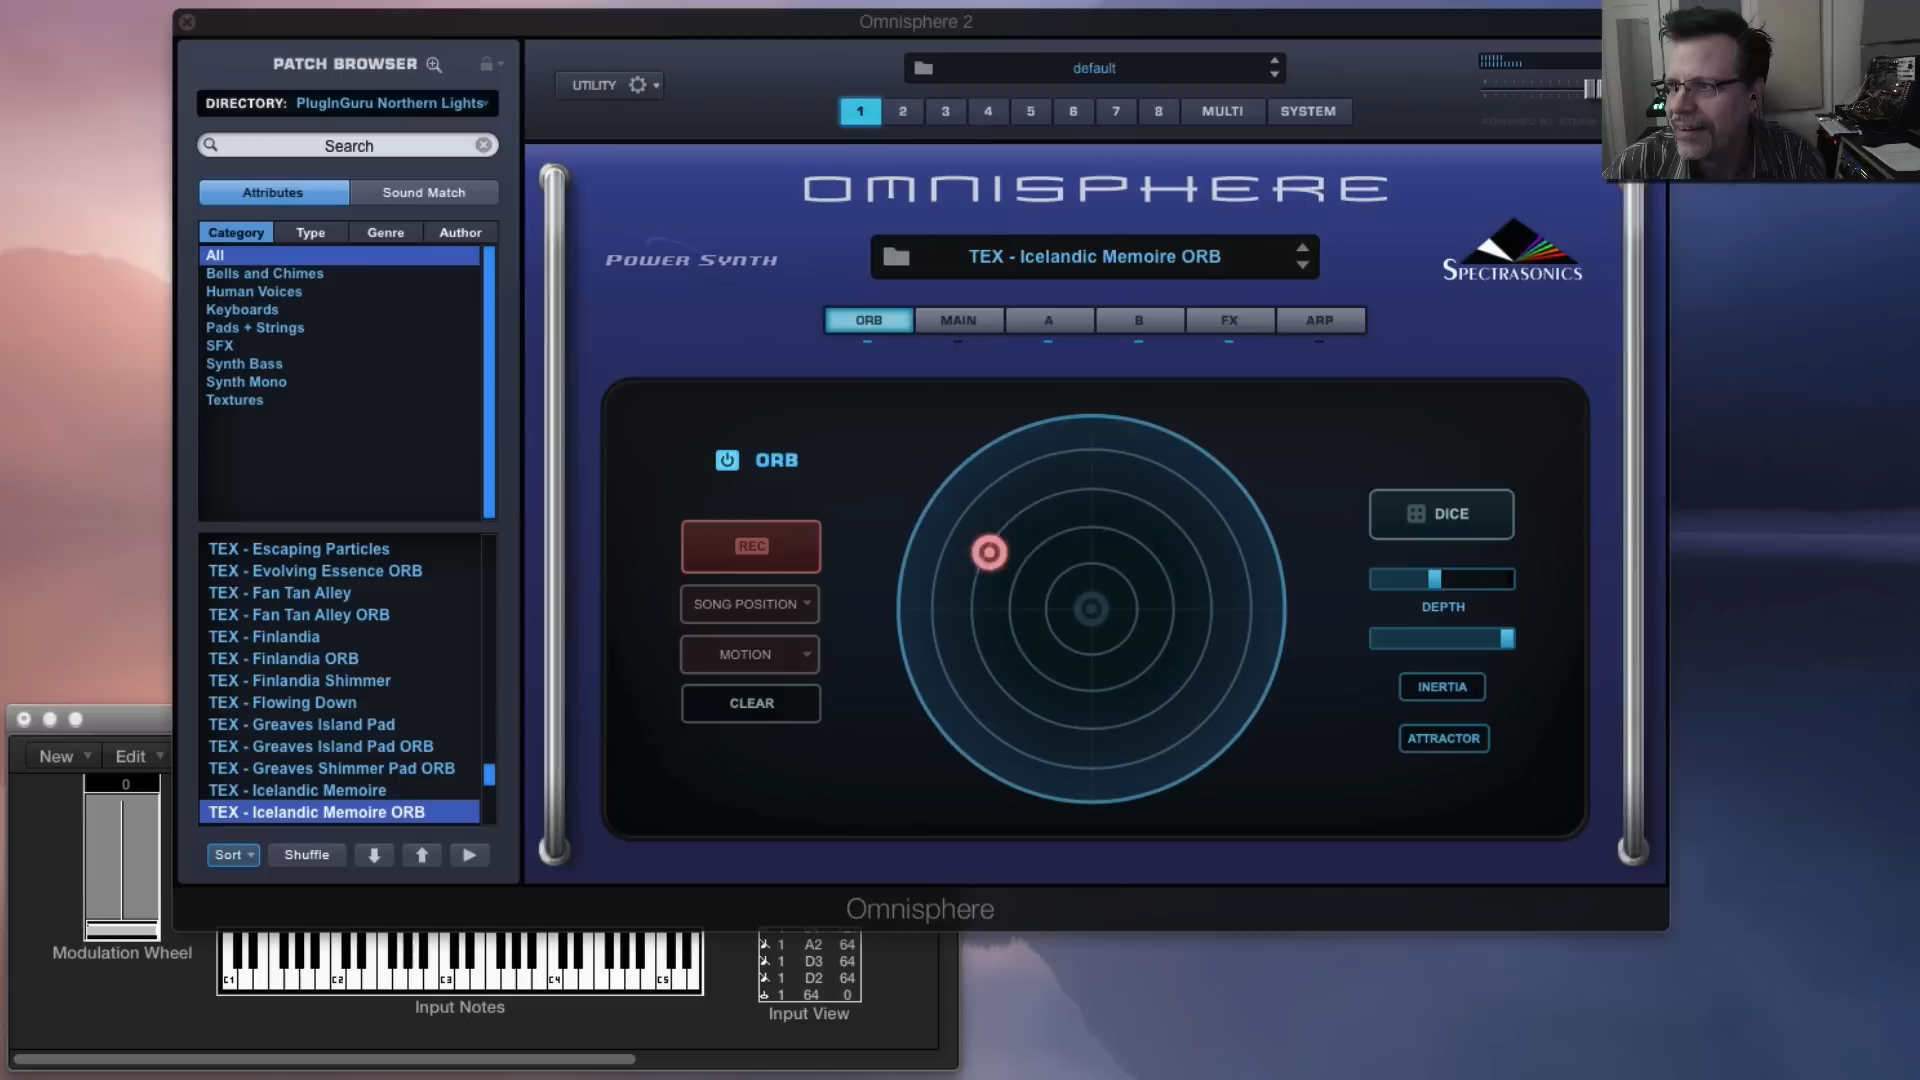 Omnisphere 2
PATCH BROWSER
DIRECTORY: PlugInGuru Northern Lights
Search
Attributes
Sound Match
Category
Type
Genre
Author
All
Bells and Chimes
Human Voices
Keyboards
Pads + Strings
SFX
Synth Bass
Synth Mono
Textures
TEX - Escaping Particles
TEX - Evolving Essence ORB
TEX - Fan Tan Alley
TEX - Fan Tan Alley ORB
TEX - Finlandia
TEX - Finlandia ORB
TEX - Finlandia Shimmer
TEX - Flowing Down
TEX - Greaves Island Pad
TEX - Greaves Island Pad ORB
TEX - Greaves Shimmer Pad ORB
TEX - Icelandic Memoire
TEX - Icelandic Memoire ORB
Sort
Shuffle
UTILITY
default
1
2
3
4
5
6
7
8
MULTI
SYSTEM
POWERED BY STEAM
OMNISPHERE
POWER SYNTH
TEX - Icelandic Memoire ORB
SPECTRASONICS
ORB
MAIN
A
B
FX
ARP
ORB
REC
SONG POSITION
MOTION
CLEAR
DICE
DEPTH
INERTIA
ATTRACTOR
Omnisphere
New
Edit
0
Modulation Wheel
C1
C2
C3
C4
C5
Input Notes
1 A2 64
1 D3 64
1 D2 64
1 64 0
Input View